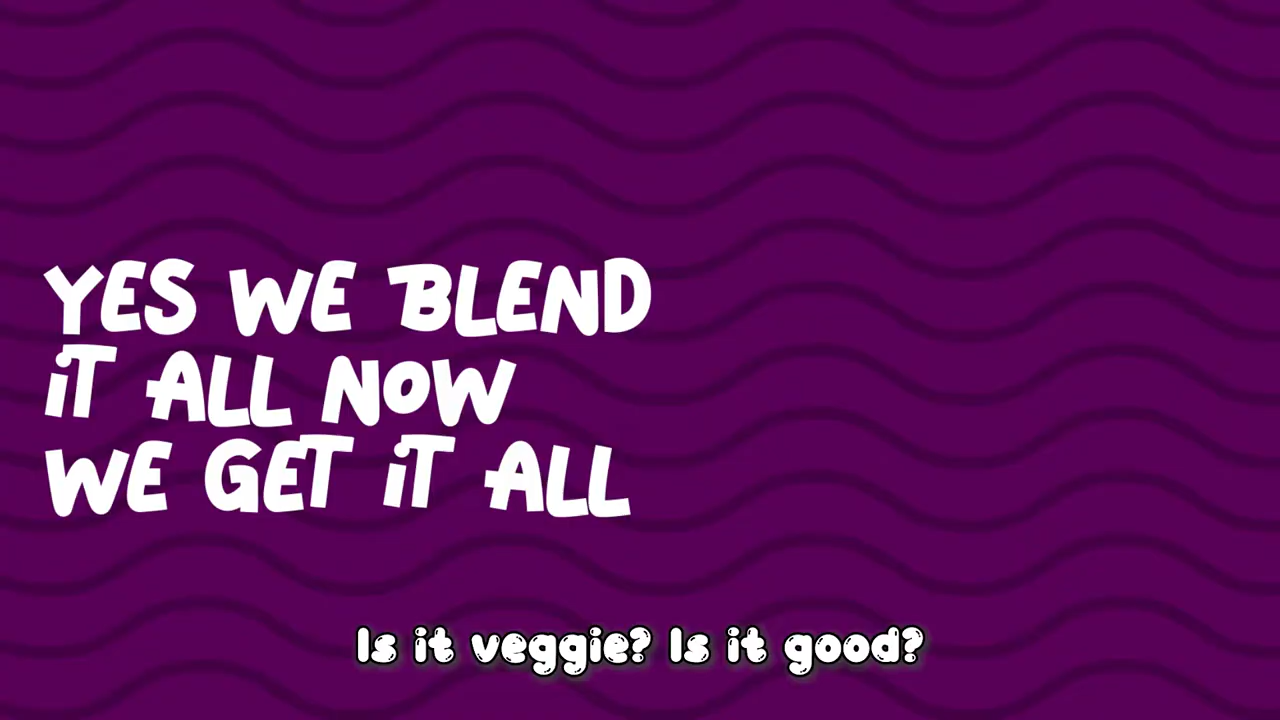 YES WE BLEND
iT ALL NOW
WE GET iT ALL
Is it veggie? Is it good?